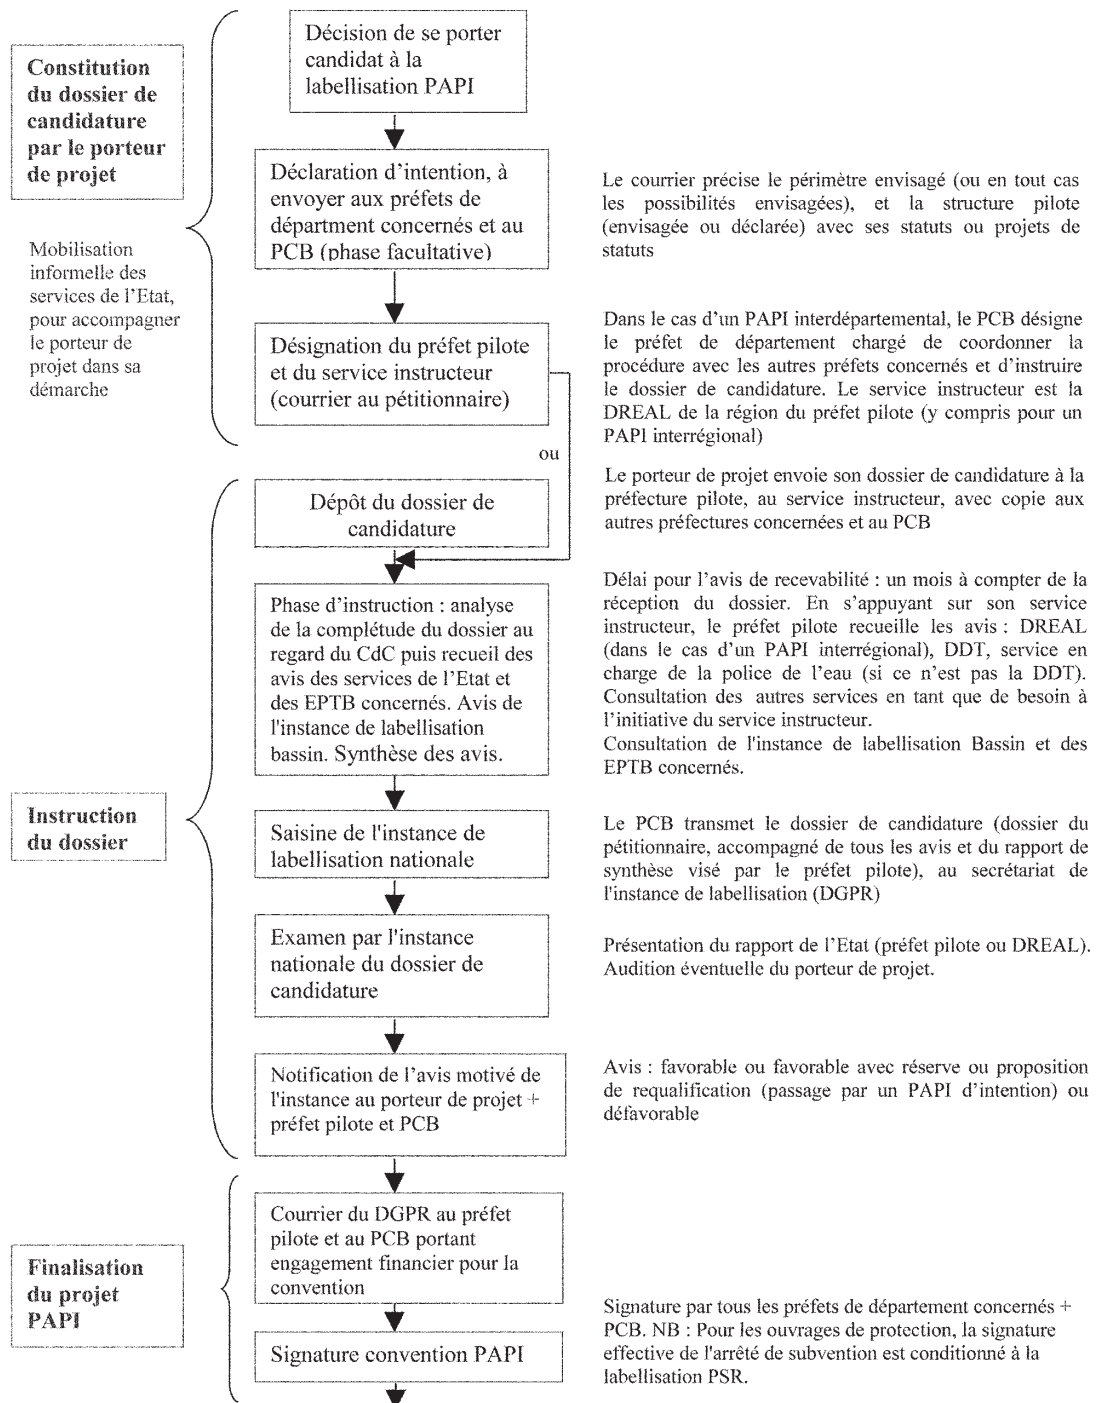 Constitution
du dossier de
candidature
par le porteur
de projet
Mobilisation
informelle des
services de l'Etat,
pour accompagner
le porteur de
projet dans sa
démarche
Décision de se porter
candidat à la
labellisation PAPI
Déclaration d'intention, à
envoyer aux préfets de
départment concernés et au
PCB (phase facultative)
Le courrier précise le périmètre envisagé (ou en tout cas
les possibilités envisagées), et la structure pilote
(envisagée ou déclarée) avec ses statuts ou projets de
statuts
Désignation du préfet pilote
et du service instructeur
(courrier au pétitionnaire)
Dans le cas d'un PAPI interdépartemental, le PCB désigne
le préfet de département chargé de coordonner la
procédure avec les autres préfets concernés et d'instruire
le dossier de candidature. Le service instructeur est la
DREAL de la région du préfet pilote (y compris pour un
PAPI interrégional)
ou
Instruction
du dossier
Dépôt du dossier de
candidature
Le porteur de projet envoie son dossier de candidature à la
préfecture pilote, au service instructeur, avec copie aux
autres préfectures concernées et au PCB
Phase d'instruction : analyse
de la complétude du dossier au
regard du CdC puis recueil des
avis des services de l'Etat et
des EPTB concernés. Avis de
l'instance de labellisation
bassin. Synthèse des avis.
Délai pour l'avis de recevabilité : un mois à compter de la
réception du dossier. En s'appuyant sur son service
instructeur, le préfet pilote recueille les avis : DREAL
(dans le cas d'un PAPI interrégional), DDT, service en
charge de la police de l'eau (si ce n'est pas la DDT).
Consultation des autres services en tant que de besoin à
l'initiative du service instructeur.
Consultation de l'instance de labellisation Bassin et des
EPTB concernés.
Saisine de l'instance de
labellisation nationale
Le PCB transmet le dossier de candidature (dossier du
pétitionnaire, accompagné de tous les avis et du rapport de
synthèse visé par le préfet pilote), au secrétariat de
l'instance de labellisation (DGPR)
Examen par l'instance
nationale du dossier de
candidature
Présentation du rapport de l'Etat (préfet pilote ou DREAL).
Audition éventuelle du porteur de projet.
Notification de l'avis motivé de
l'instance au porteur de projet +
préfet pilote et PCB
Avis : favorable ou favorable avec réserve ou proposition
de requalification (passage par un PAPI d'intention) ou
défavorable
Finalisation
du projet
PAPI
Courrier du DGPR au préfet
pilote et au PCB portant
engagement financier pour la
convention
Signature convention PAPI
Signature par tous les préfets de département concernés +
PCB. NB : Pour les ouvrages de protection, la signature
effective de l'arrêté de subvention est conditionné à la
labellisation PSR.